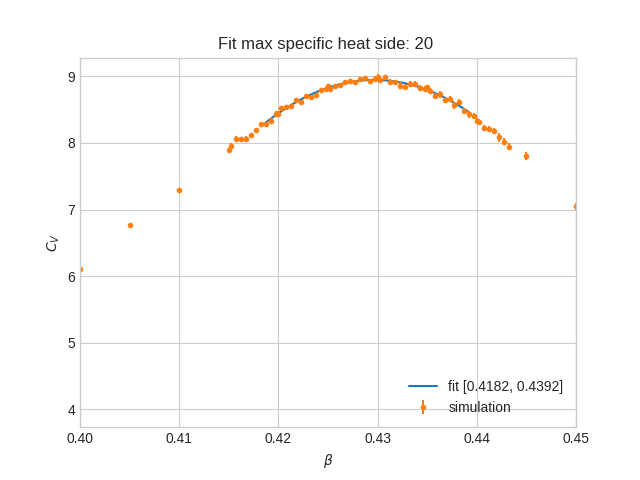 Fit max specific heat side: 20
9
8
7
6
5
4
C_V
0.40 0.41 0.42 0.43 0.44 0.45
β
fit [0.4182, 0.4392]
simulation